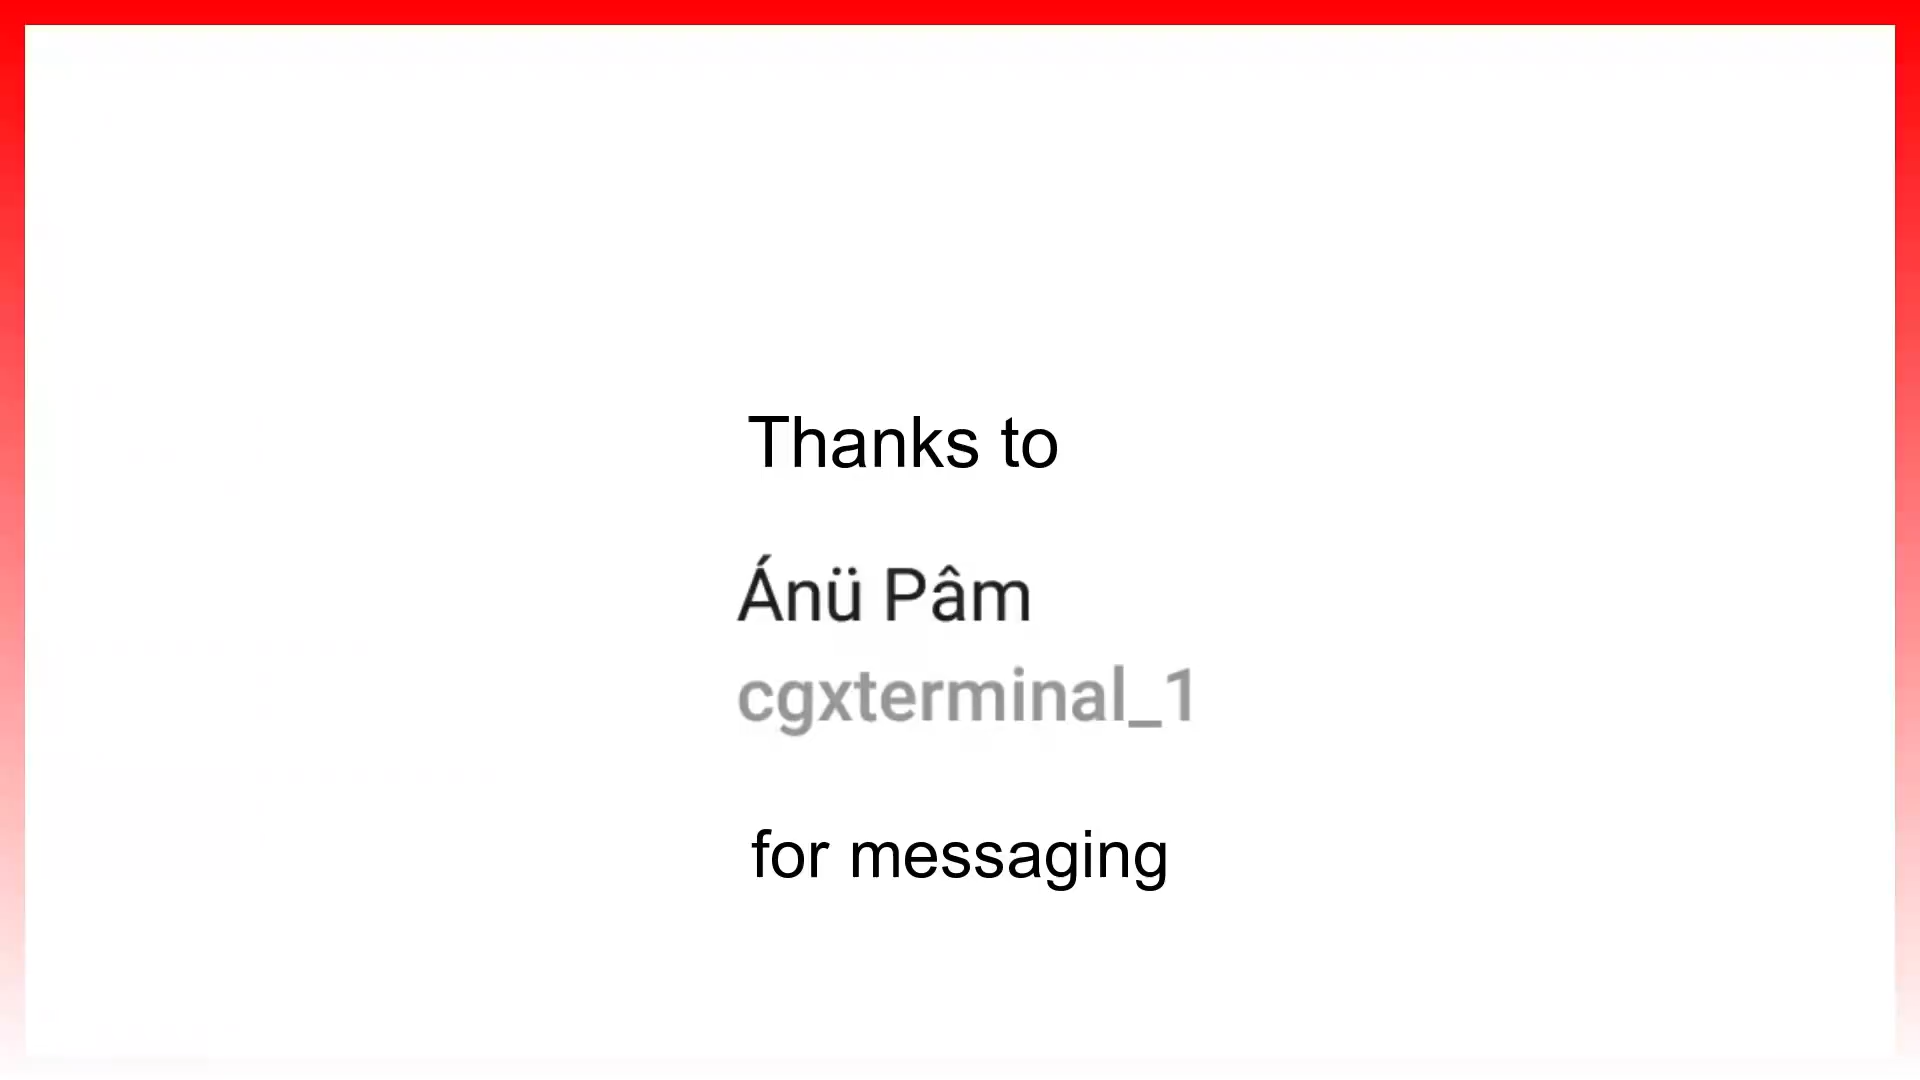 Thanks to
Ánü Pâm
cgxterminal_1
for messaging